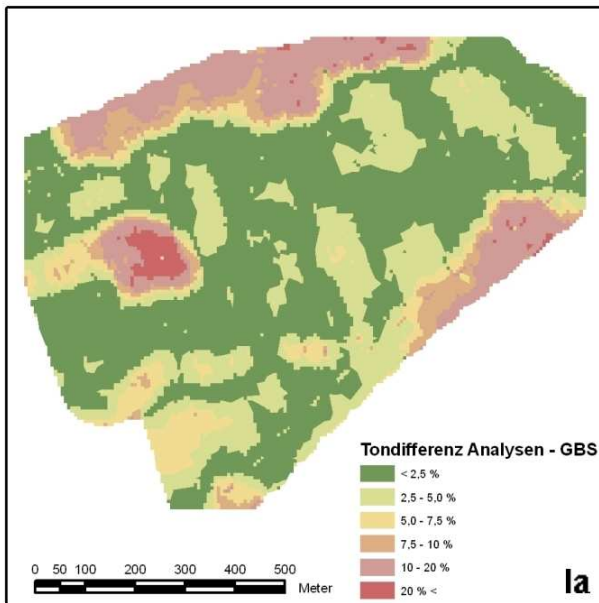 Tondifferenz Analysen - GBS
< 2,5 %
2,5 - 5,0 %
5,0 - 7,5 %
7,5 - 10 %
10 - 20 %
20 % <
0 50 100 200 300 400 500
Meter
Ia